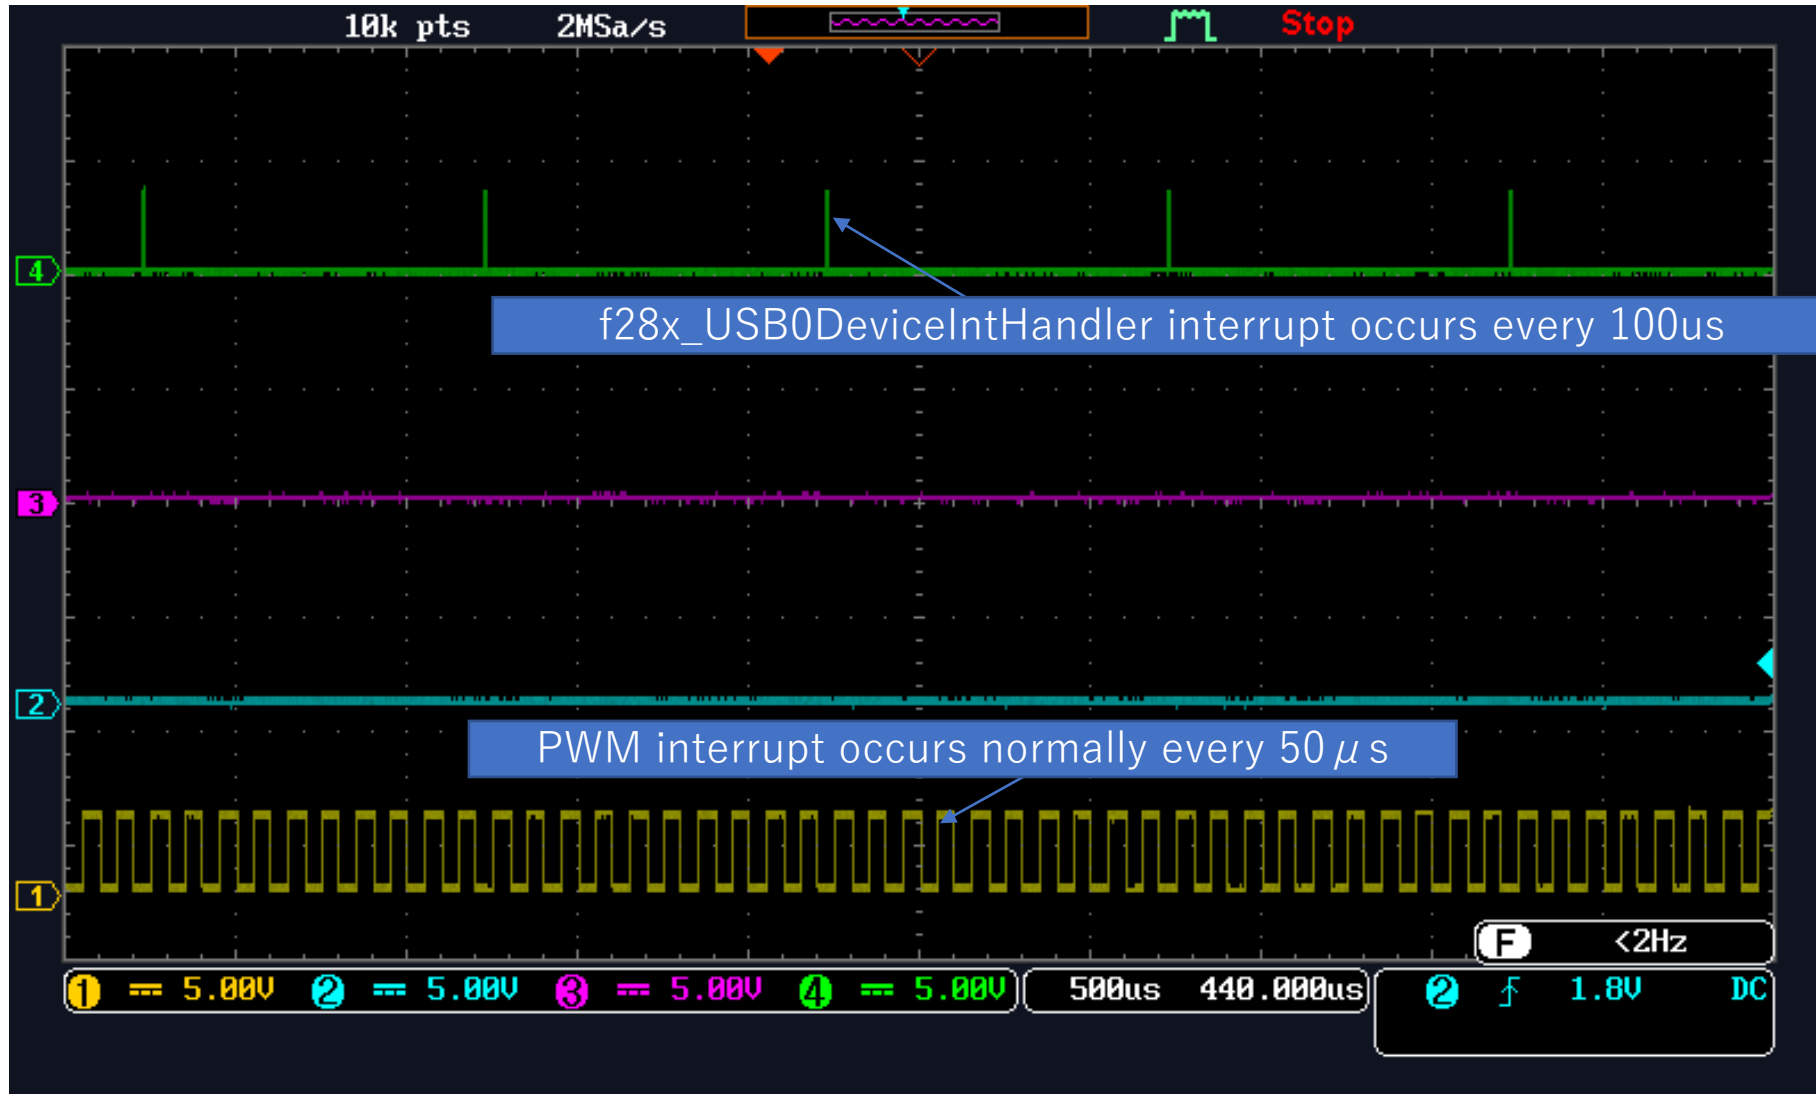 10k pts 2MSa/s Stop
4
f28x_USB0DeviceIntHandler interrupt occurs every 100us
3
2
PWM interrupt occurs normally every 50μs
1
F <2Hz
1 5.00V 2 5.00V 3 5.00V 4 5.00V 500us 440.000us 2 1.8V DC